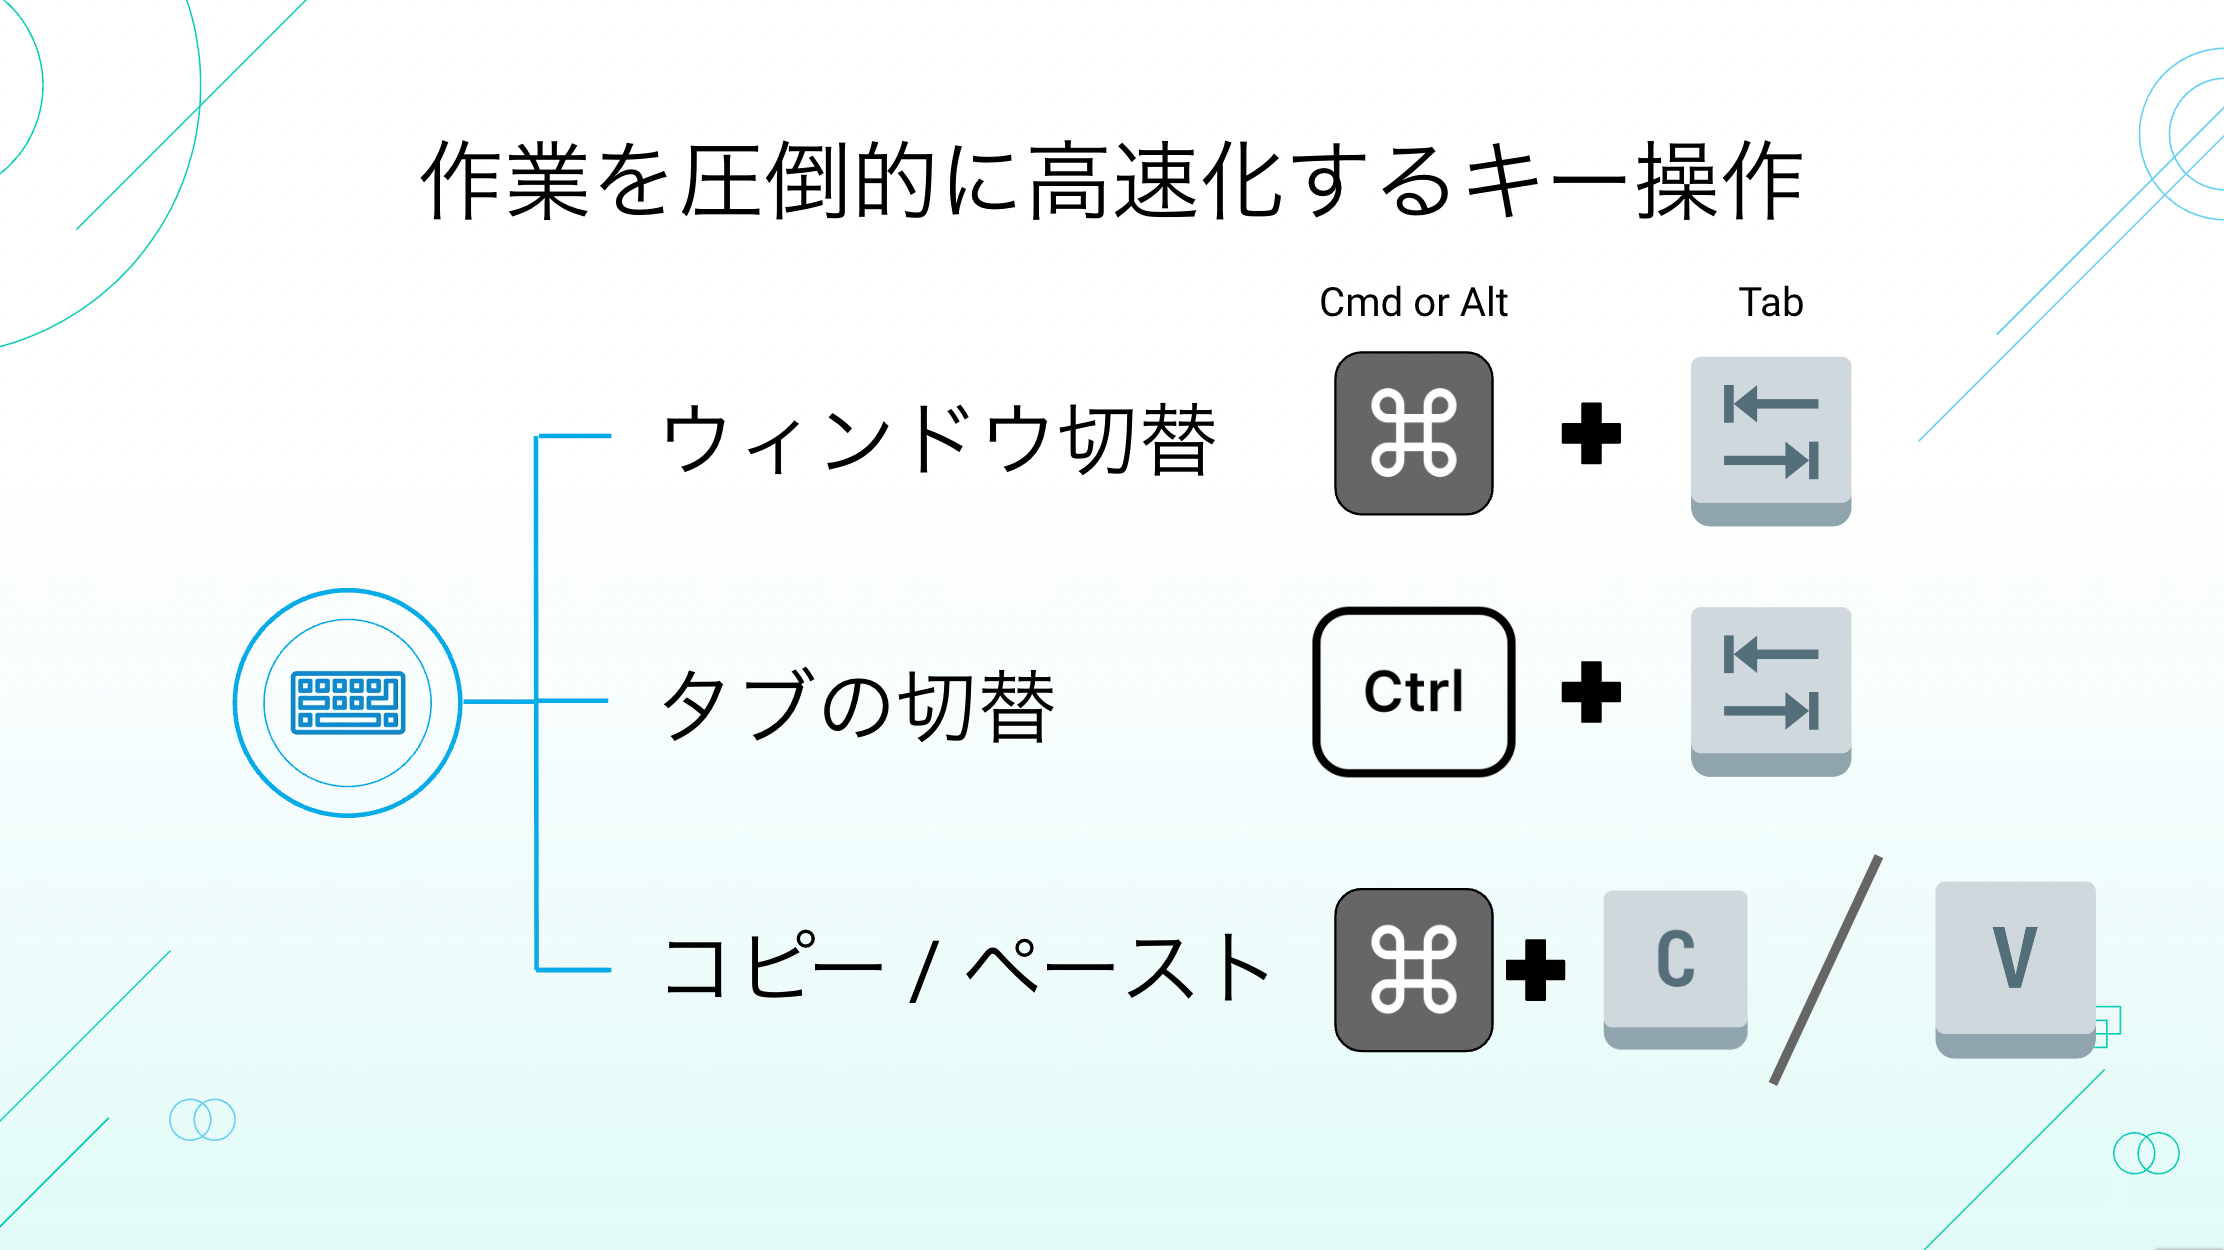 作業を圧倒的に高速化するキー操作
Cmd or Alt
Tab
ウィンドウ切替
⌘ + 
タブの切替
Ctrl +
コピー / ペースト
⌘ + C / V